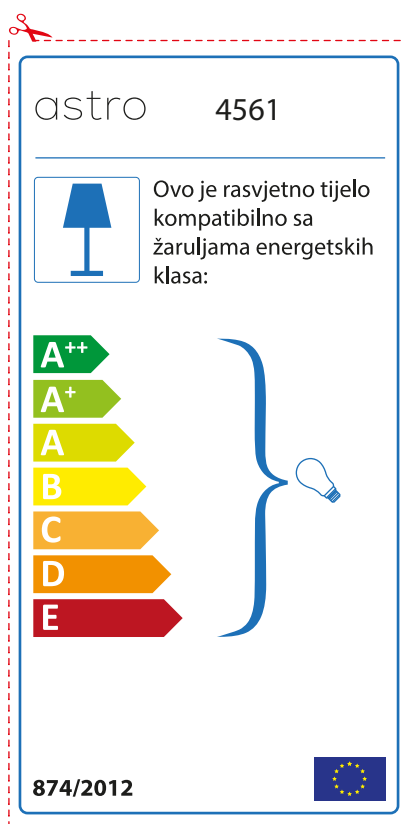 astro 4561
Ovo je rasvjetno tijelo
kompatibilno sa
žaruljama energetskih
klasa:
A++
A+
A
B
C
D
E
874/2012